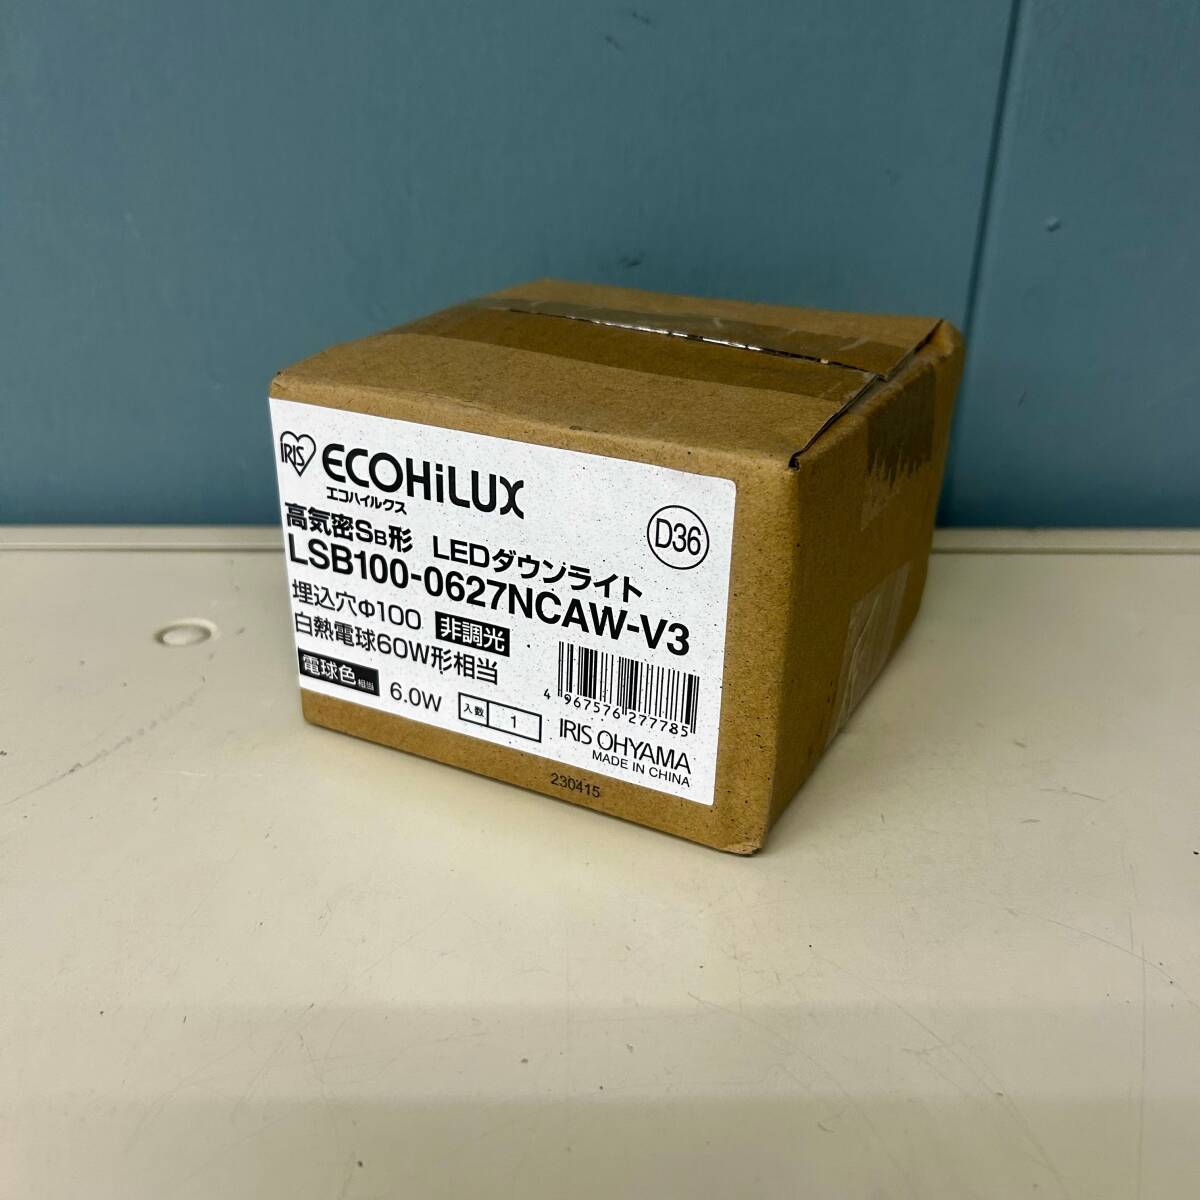 IRIS ECOHiLUX
エコハイルクス
高気密SB形 LEDダウンライト
D36
LSB100-0627NCAW-V3
埋込穴Φ100 非調光
白熱電球60W形相当
電球色相当 6.0W 入数 1
4 967576 277785
IRIS OHYAMA
MADE IN CHINA
230415